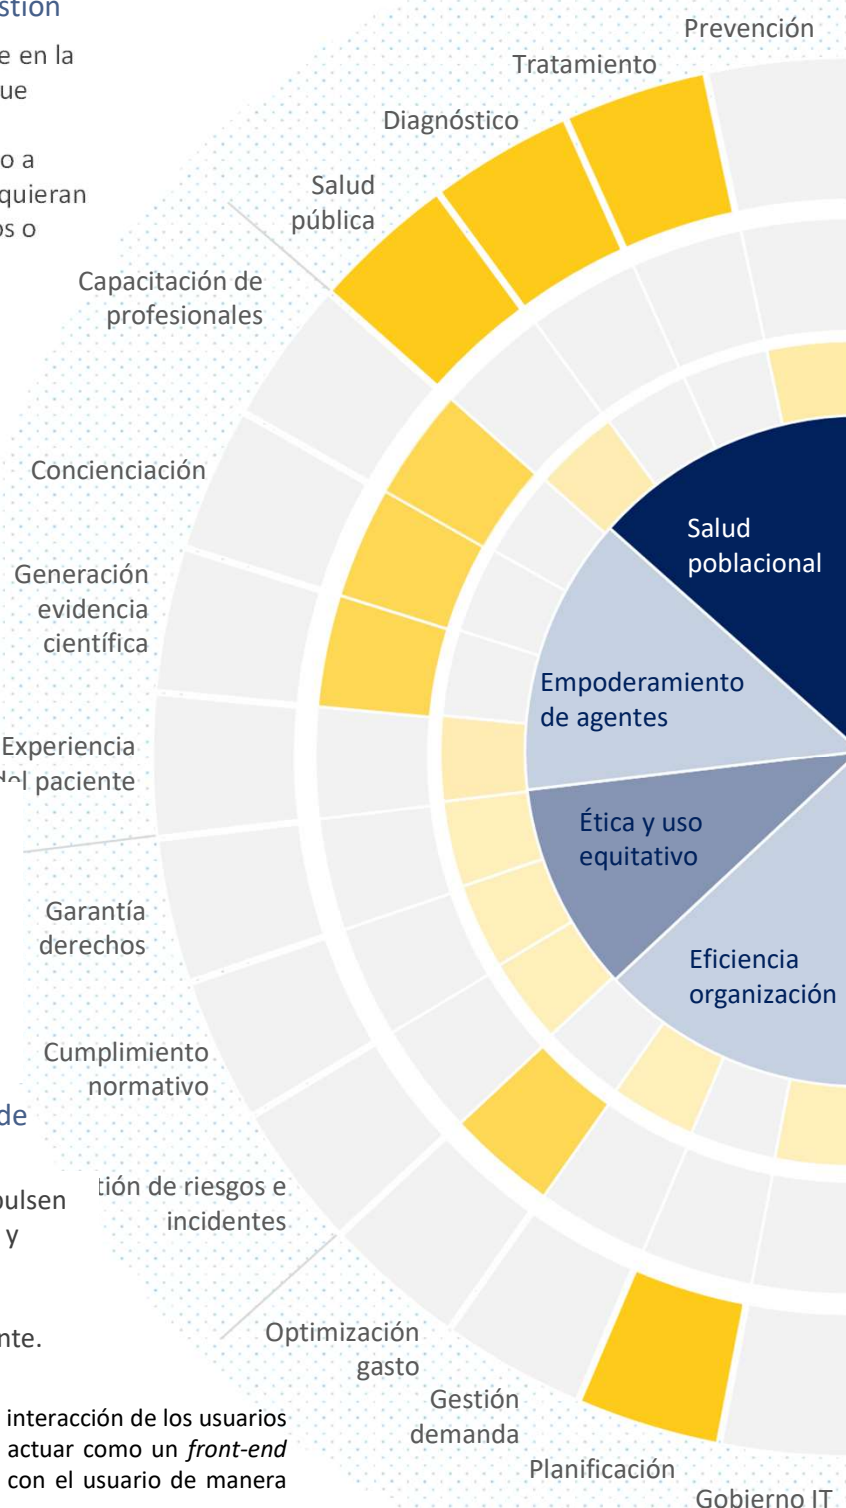 e en la
o a
quieran
os o
Prevención
Tratamiento
Diagnóstico
Salud
pública
Capacitación de
profesionales
Concienciación
Generación
evidencia
científica
Experiencia
paciente
Garantía
derechos
Cumplimiento
normativo
de
ión de riesgos e
incidentes
y
Optimización
gasto
Gestión
demanda
Planificación
Gobierno IT
Salud
poblacional
Empoderamiento
de agentes
Ética y uso
equitativo
Eficiencia
organización
nte.
interacción de los usuarios
actuar como un front-end
con el usuario de manera